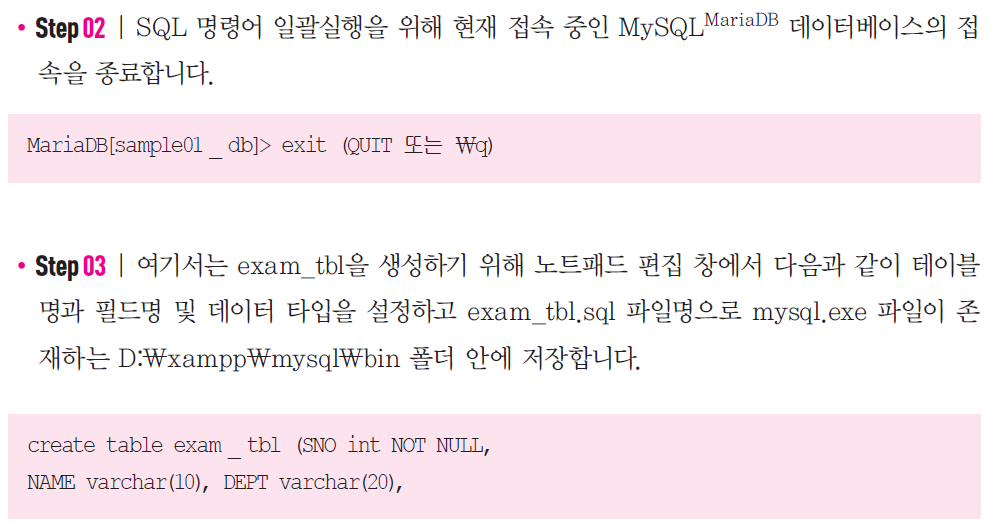 • Step 02 | SQL 명령어 일괄실행을 위해 현재 접속 중인 MySQL^MariaDB 데이터베이스의 접
속을 종료합니다.
MariaDB[sample01_db]> exit (QUIT 또는 ₩q)
• Step 03 | 여기서는 exam_tbl을 생성하기 위해 노트패드 편집 창에서 다음과 같이 테이블
명과 필드명 및 데이터 타입을 설정하고 exam_tbl.sql 파일명으로 mysql.exe 파일이 존
재하는 D:₩xampp₩mysql₩bin 폴더 안에 저장합니다.
create table exam_tbl (SNO int NOT NULL,
NAME varchar(10), DEPT varchar(20),